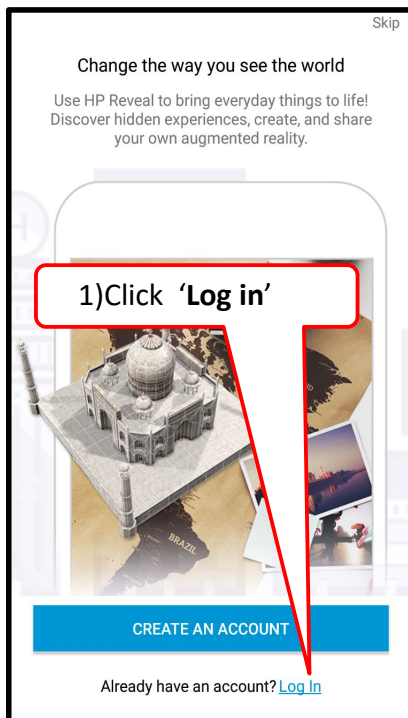 Skip
Change the way you see the world
Use HP Reveal to bring everyday things to life!
Discover hidden experiences, create, and share
your own augmented reality.
1)Click ‘Log in’
BRAZIL
CREATE AN ACCOUNT
Already have an account? Log In